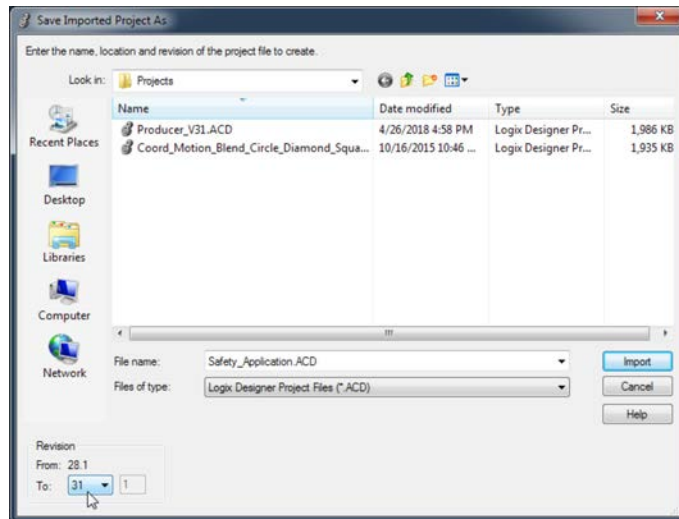 Save Imported Project As
Enter the name, location and revision of the project file to create.
Look in: Projects
Name Date modified Type Size
Producer_V31.ACD 4/26/2018 4:58 PM Logix Designer Pr... 1,986 KB
Coord_Motion_Blend_Circle_Diamond_Squa... 10/16/2015 10:46 ... Logix Designer Pr... 1,935 KB
Recent Places
Desktop
Libraries
Computer
Network
File name: Safety_Application.ACD Import
Files of type: Logix Designer Project Files (*.ACD) Cancel
Help
Revision
From: 28.1
To: 31 1